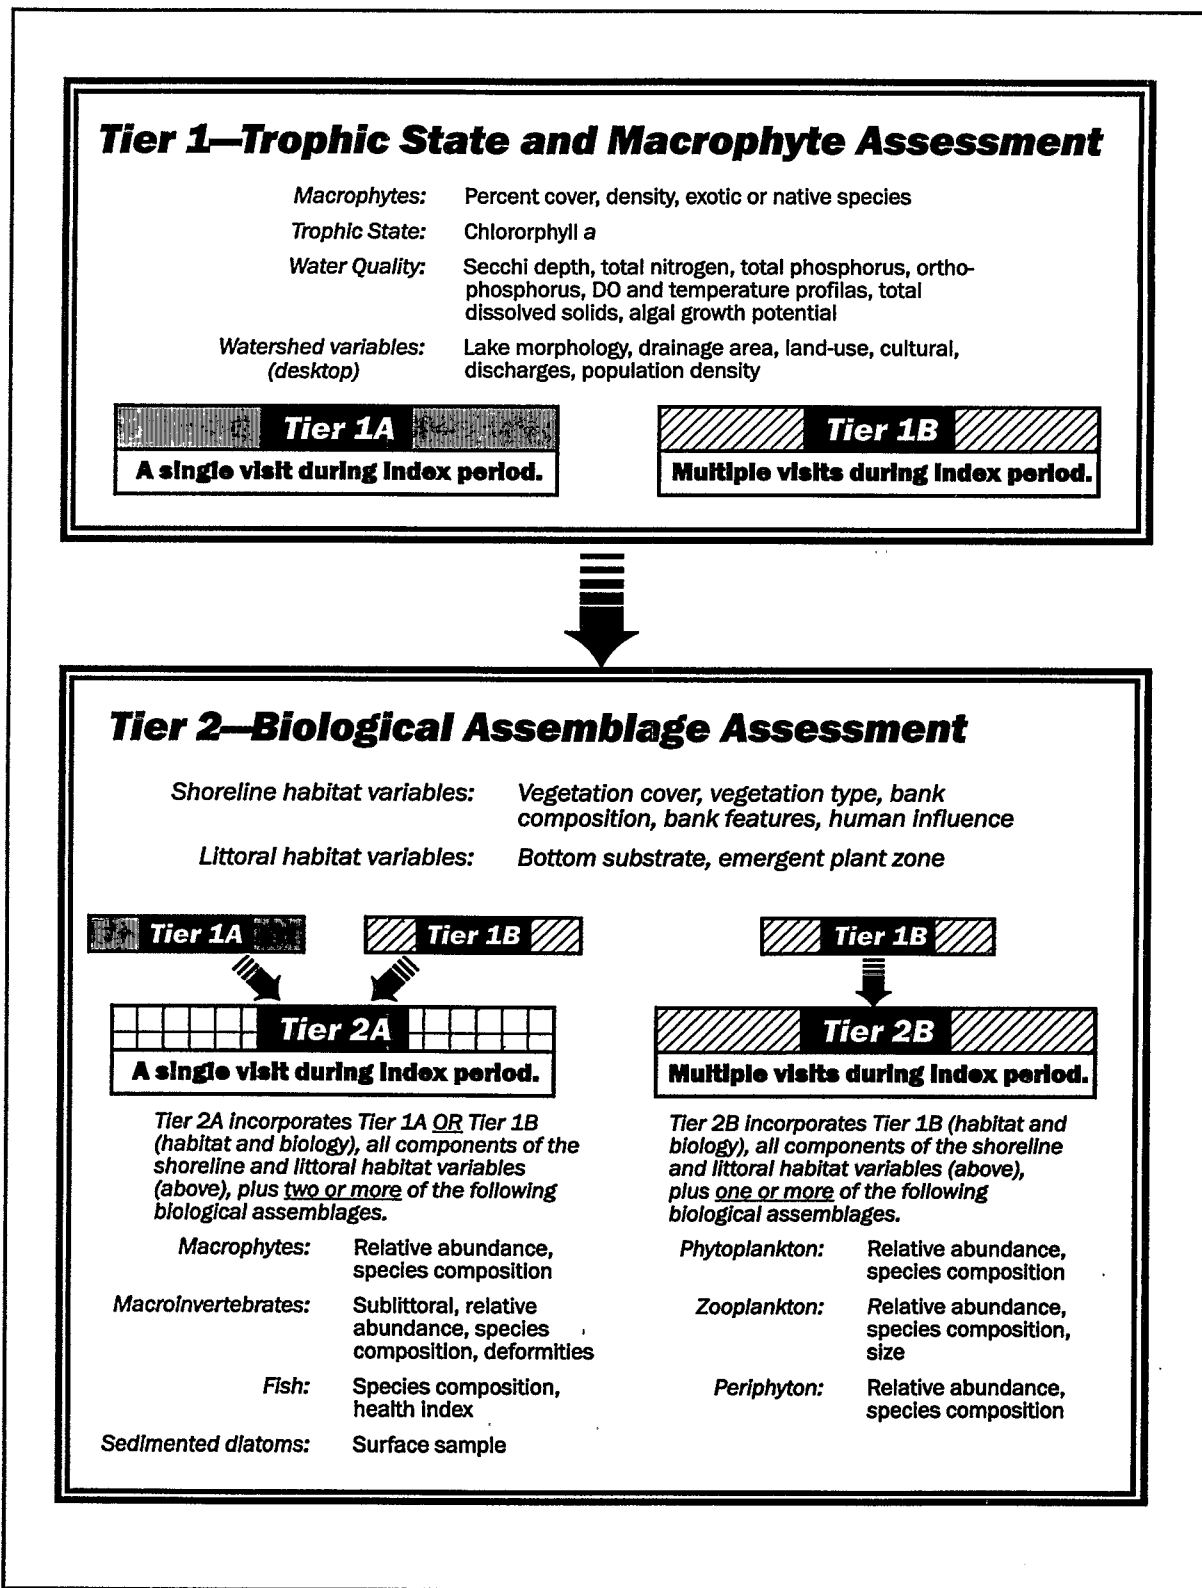 Tier 1—Trophic State and Macrophyte Assessment
Macrophytes: Percent cover, density, exotic or native species
Trophic State: Chlororphyll a
Water Quality: Secchi depth, total nitrogen, total phosphorus, ortho-
phosphorus, DO and temperature profilas, total
dissolved solids, algal growth potential
Watershed variables: Lake morphology, drainage area, land-use, cultural,
(desktop) discharges, population density
Tier 1A
A single visit during index period.
Tier 1B
Multiple visits during index period.
Tier 2—Biological Assemblage Assessment
Shoreline habitat variables: Vegetation cover, vegetation type, bank
composition, bank features, human influence
Littoral habitat variables: Bottom substrate, emergent plant zone
Tier 1A
Tier 1B
Tier 2A
A single visit during index period.
Tier 2A incorporates Tier 1A OR Tier 1B
(habitat and biology), all components of the
shoreline and littoral habitat variables
(above), plus two or more of the following
biological assemblages.
Macrophytes: Relative abundance,
species composition
Macroinvertebrates: Sublittoral, relative
abundance, species
composition, deformities
Fish: Species composition,
health index
Sedimented diatoms: Surface sample
Tier 1B
Tier 2B
Multiple visits during index period.
Tier 2B incorporates Tier 1B (habitat and
biology), all components of the shoreline
and littoral habitat variables (above),
plus one or more of the following
biological assemblages.
Phytoplankton: Relative abundance,
species composition
Zooplankton: Relative abundance,
species composition,
size
Periphyton: Relative abundance,
species composition